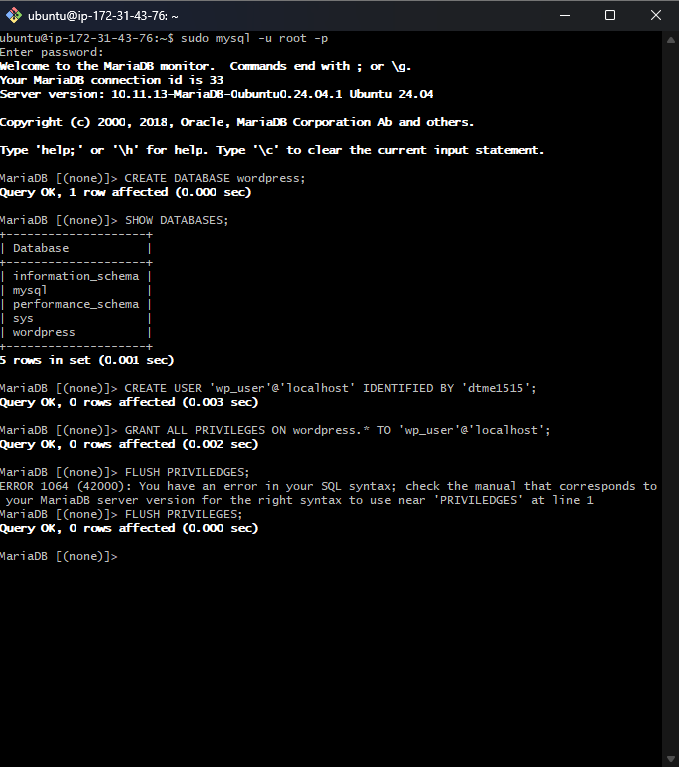 ubuntu@ip-172-31-43-76: ~
ubuntu@ip-172-31-43-76:~$ sudo mysql -u root -p
Enter password:
Welcome to the MariaDB monitor.  Commands end with ; or \g.
Your MariaDB connection id is 33
Server version: 10.11.13-MariaDB-0ubuntu0.24.04.1 Ubuntu 24.04

Copyright (c) 2000, 2018, Oracle, MariaDB Corporation Ab and others.

Type 'help;' or '\h' for help. Type '\c' to clear the current input statement.

MariaDB [(none)]> CREATE DATABASE wordpress;
Query OK, 1 row affected (0.000 sec)

MariaDB [(none)]> SHOW DATABASES;
+--------------------+
| Database           |
+--------------------+
| information_schema |
| mysql              |
| performance_schema |
| sys                |
| wordpress          |
+--------------------+
5 rows in set (0.001 sec)

MariaDB [(none)]> CREATE USER 'wp_user'@'localhost' IDENTIFIED BY 'dtme1515';
Query OK, 0 rows affected (0.003 sec)

MariaDB [(none)]> GRANT ALL PRIVILEGES ON wordpress.* TO 'wp_user'@'localhost';
Query OK, 0 rows affected (0.002 sec)

MariaDB [(none)]> FLUSH PRIVILEDGES;
ERROR 1064 (42000): You have an error in your SQL syntax; check the manual that corresponds to
 your MariaDB server version for the right syntax to use near 'PRIVILEDGES' at line 1
MariaDB [(none)]> FLUSH PRIVILEGES;
Query OK, 0 rows affected (0.000 sec)

MariaDB [(none)]>